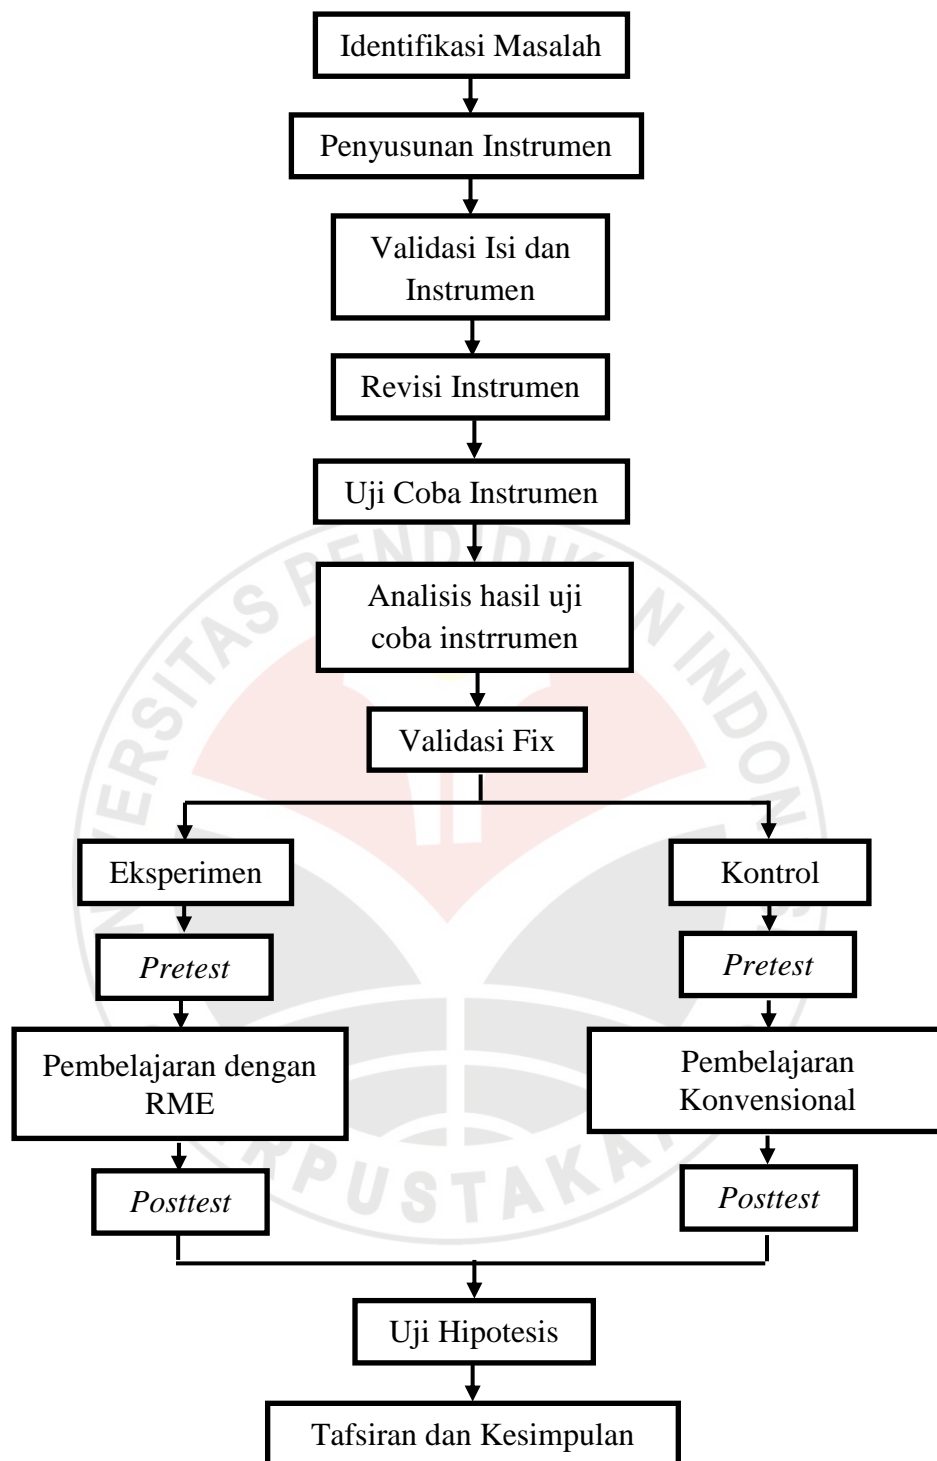 Identifikasi Masalah
Penyusunan Instrumen
Validasi Isi dan
Instrumen
Revisi Instrumen
Uji Coba Instrumen
Analisis hasil uji
coba instrrumen
Validasi Fix
Eksperimen
Kontrol
Pretest
Pretest
Pembelajaran dengan
RME
Pembelajaran
Konvensional
Posttest
Posttest
Uji Hipotesis
Tafsiran dan Kesimpulan